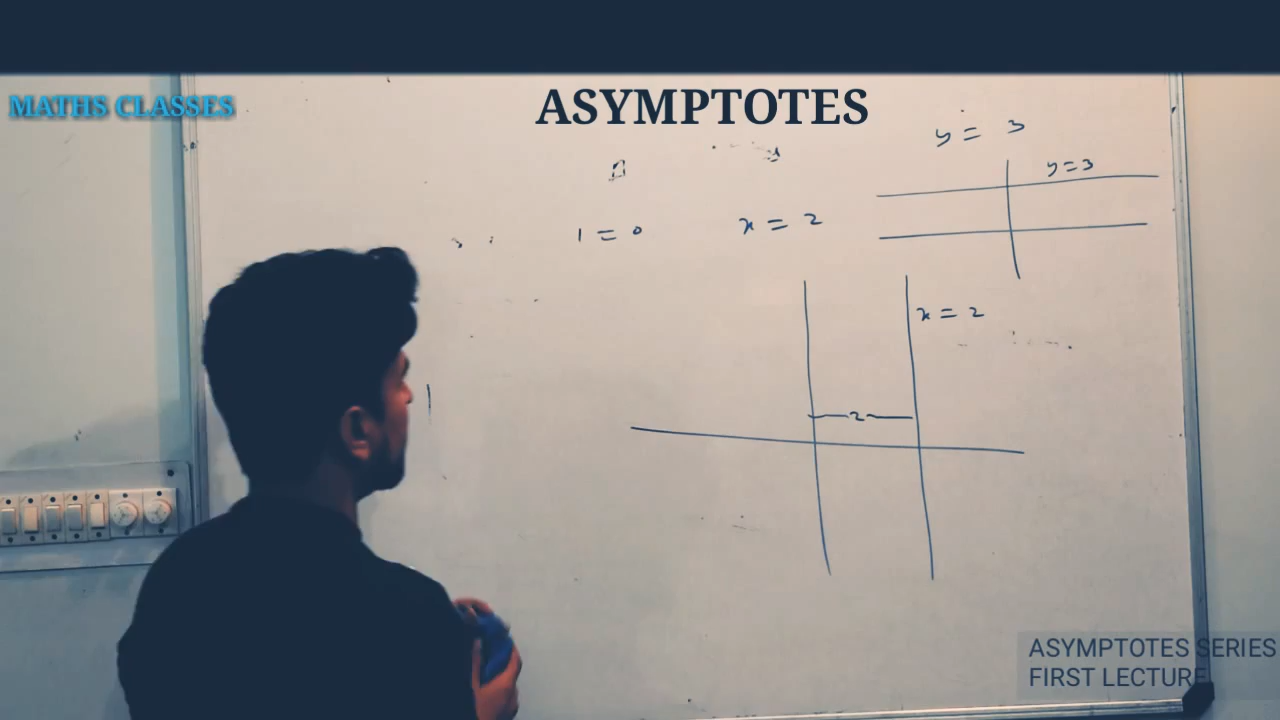 MATHS CLASSES
ASYMPTOTES
y = 3
y=3
1 = 0
x = 2
x = 2
2
ASYMPTOTES SERIES
FIRST LECTURE